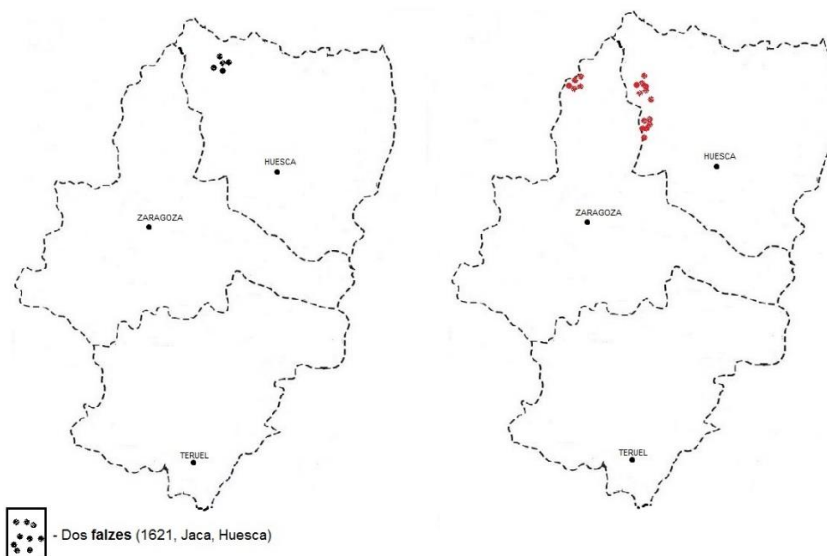 HUESCA
ZARAGOZA
TERUEL
HUESCA
ZARAGOZA
TERUEL
- Dos falzes (1621, Jaca, Huesca)